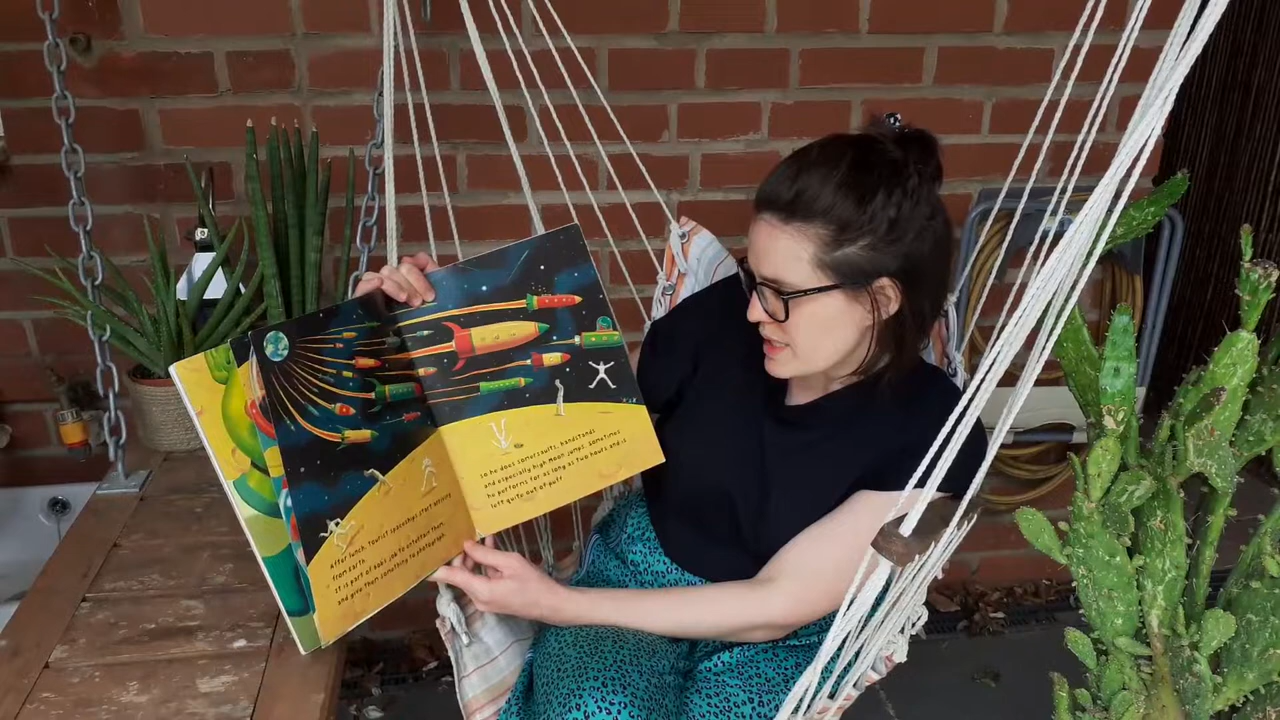 After lunch, tourist spaceships start arriving
from Earth.
It is part of Bob's job to entertain them,
and give them something to photograph,
so he does somersaults, handstands
and especially high Moon jumps. Sometimes
he performs for as long as two hours and is
left quite out of puff.